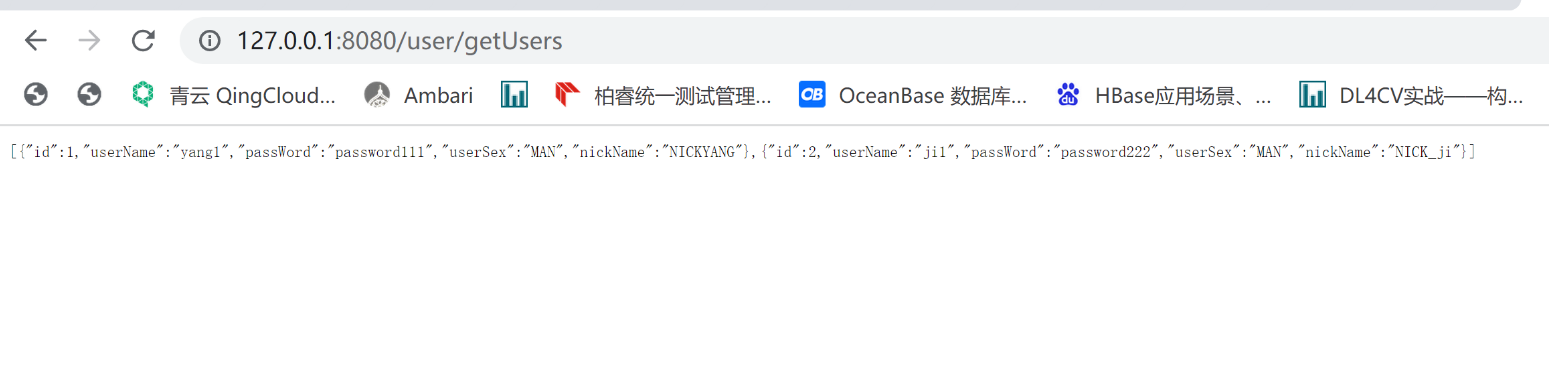 127.0.0.1:8080/user/getUsers
青云 QingCloud... Ambari 柏睿统一测试管理... OB OceanBase 数据库... du HBase应用场景、... DL4CV实战——构...
[{"id":1,"userName":"yang1","passWord":"password111","userSex":"MAN","nickName":"NICKYANG"},{"id":2,"userName":"ji1","passWord":"password222","userSex":"MAN","nickName":"NICK_ji"}]